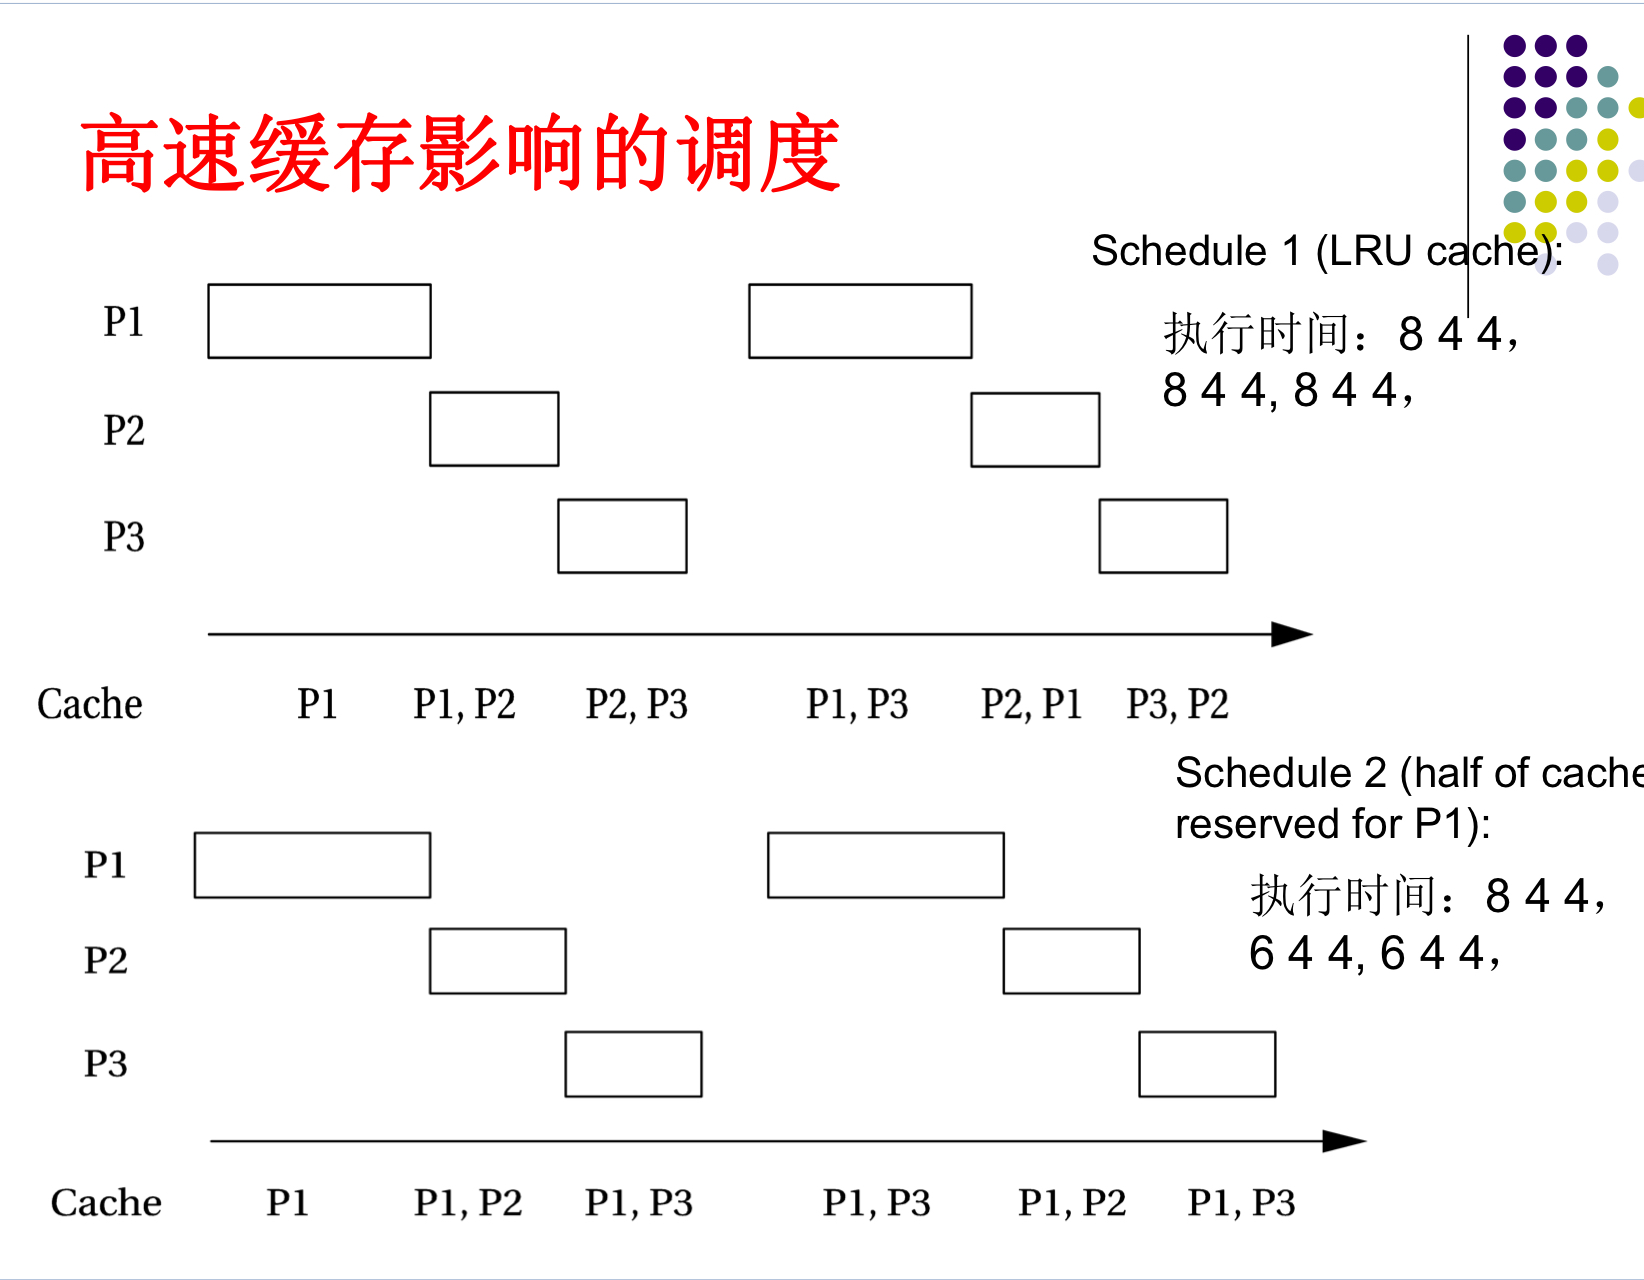 高速缓存影响的调度
Schedule 1 (LRU cache):
执行时间：8 4 4，
8 4 4, 8 4 4，
P1
P2
P3
Cache P1 P1, P2 P2, P3 P1, P3 P2, P1 P3, P2
Schedule 2 (half of cache
reserved for P1):
执行时间：8 4 4，
6 4 4, 6 4 4，
P1
P2
P3
Cache P1 P1, P2 P1, P3 P1, P3 P1, P2 P1, P3